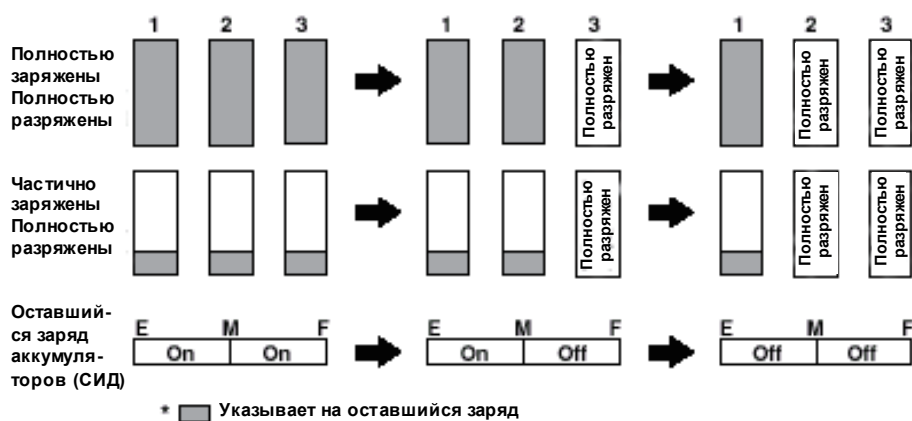 1 2 3 1 2 3 1 2 3
Полностью
заряжены
Полностью
разряжены
Полностью
разряжен
Полностью
разряжен
Полностью
разряжен
Частично
заряжены
Полностью
разряжены
Полностью
разряжен
Полностью
разряжен
Полностью
разряжен
Оставший-
ся заряд
аккумуля-
торов (СИД)
E M F E M F E M F
On On On Off Off Off
* Указывает на оставшийся заряд